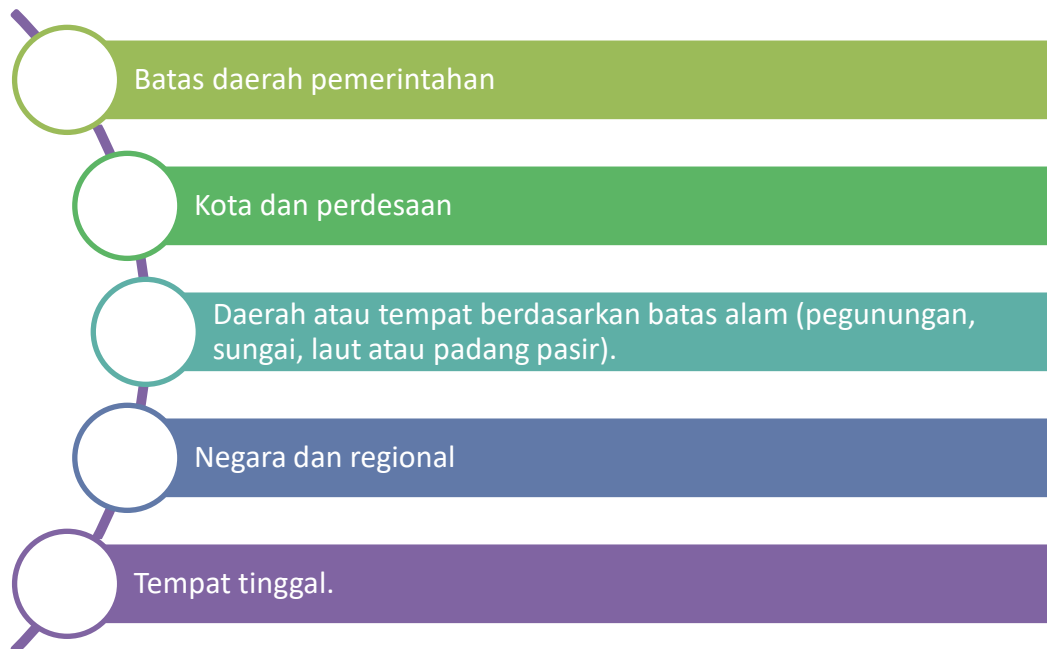 Batas daerah pemerintahan
Kota dan perdesaan
Daerah atau tempat berdasarkan batas alam (pegunungan,
sungai, laut atau padang pasir).
Negara dan regional
Tempat tinggal.